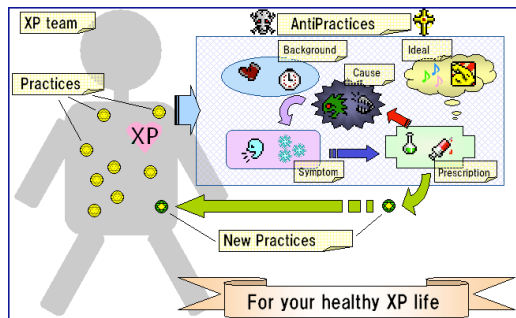 XP team
AntiPractices
Background
Ideal
Cause
Practices
XP
Symptom
Prescription
New Practices
For your healthy XP life